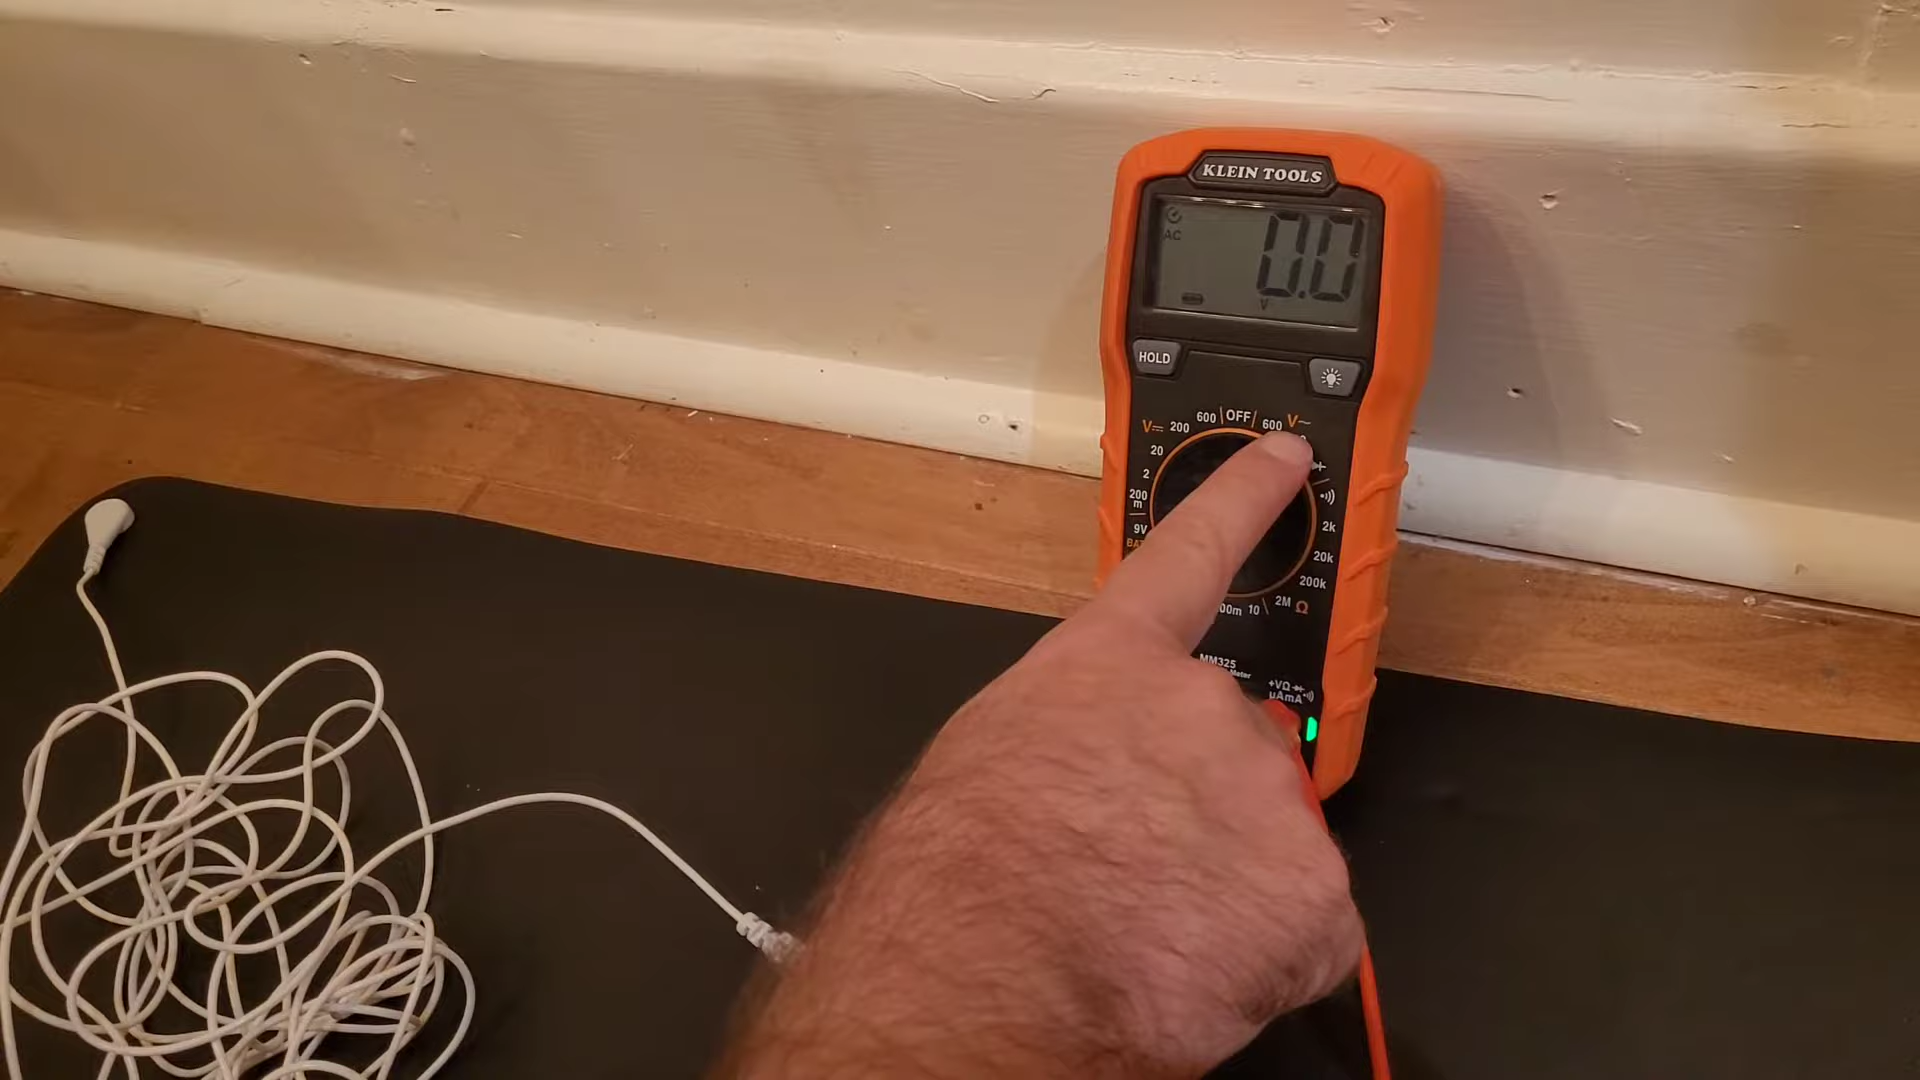 KLEIN TOOLS
AC
0.0
V
HOLD
600 OFF 600 V~
V 200
20
2
200
m
9V
2k
20k
200k
10 2M Ω
MM325
+VΩ
µAmA